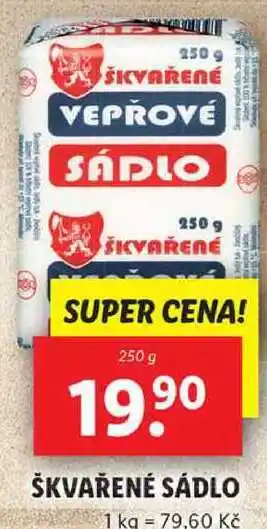 250 g
ŠKVAŘENÉ
VEPŘOVÉ
SÁDLO
250 g
ŠKVAŘENÉ
SUPER CENA!
250 g
19.90
ŠKVAŘENÉ SÁDLO
1 kg = 79,60 Kč